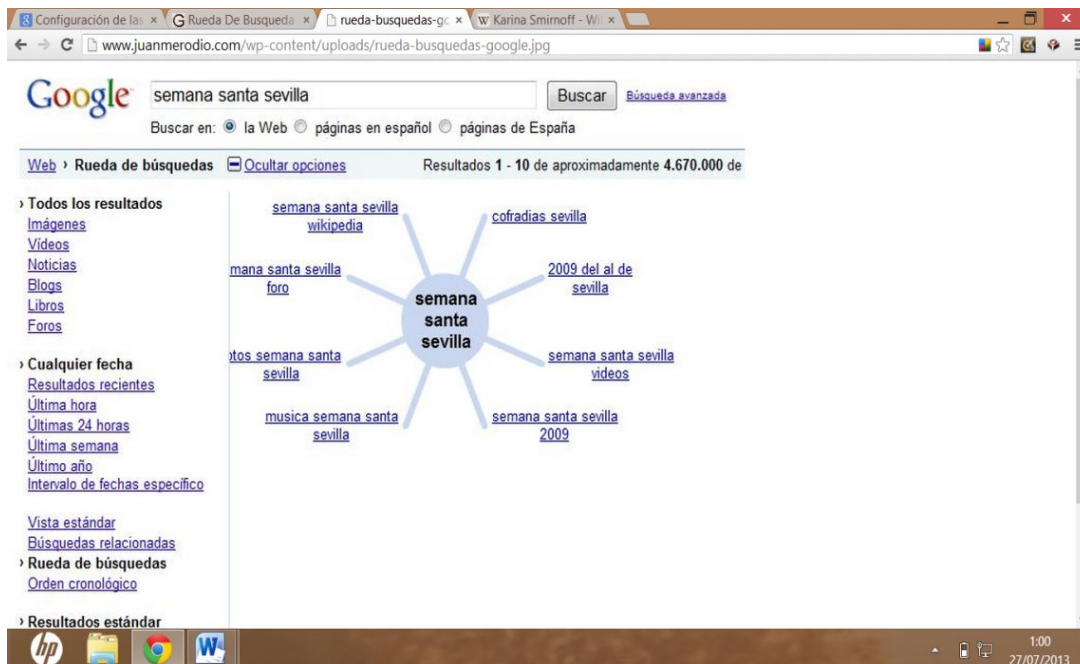 Configuración de las
G Rueda De Busqueda
rueda-busquedas-go
W Karina Smirnoff - Wi
www.juanmerodio.com/wp-content/uploads/rueda-busquedas-google.jpg
Google
semana santa sevilla
Buscar
Búsqueda avanzada
Buscar en: la Web páginas en español páginas de España
Web › Rueda de búsquedas Ocultar opciones Resultados 1 - 10 de aproximadamente 4.670.000 de
› Todos los resultados
Imágenes
Vídeos
Noticias
Blogs
Libros
Foros
› Cualquier fecha
Resultados recientes
Última hora
Últimas 24 horas
Última semana
Último año
Intervalo de fechas específico
Vista estándar
Búsquedas relacionadas
› Rueda de búsquedas
Orden cronológico
› Resultados estándar
semana santa sevilla
wikipedia
cofradias sevilla
mana santa sevilla
foro
2009 del al de
sevilla
semana
santa
sevilla
otos semana santa
sevilla
semana santa sevilla
videos
musica semana santa
sevilla
semana santa sevilla
2009
hp
W
1:00
27/07/2013